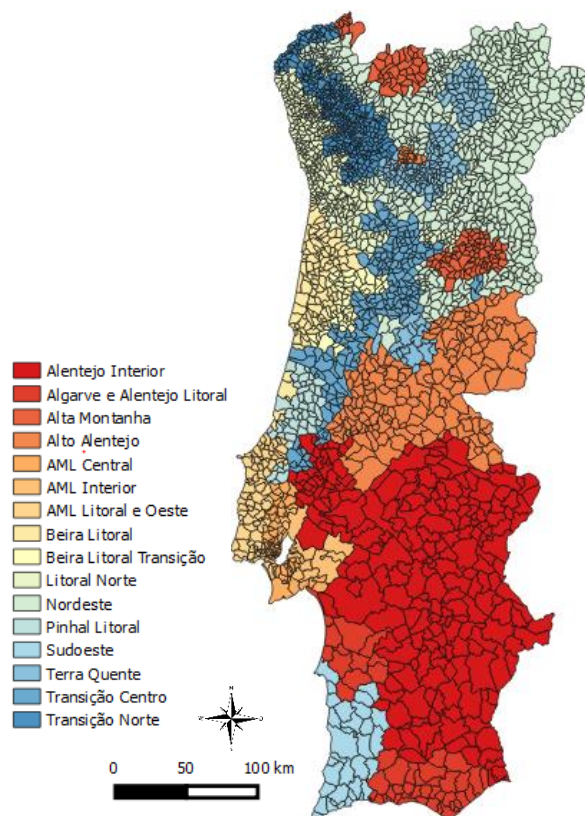 Alentejo Interior
Algarve e Alentejo Litoral
Alta Montanha
Alto Alentejo
AML Central
AML Interior
AML Litoral e Oeste
Beira Litoral
Beira Litoral Transição
Litoral Norte
Nordeste
Pinhal Litoral
Sudoeste
Terra Quente
Transição Centro
Transição Norte
0 50 100 km